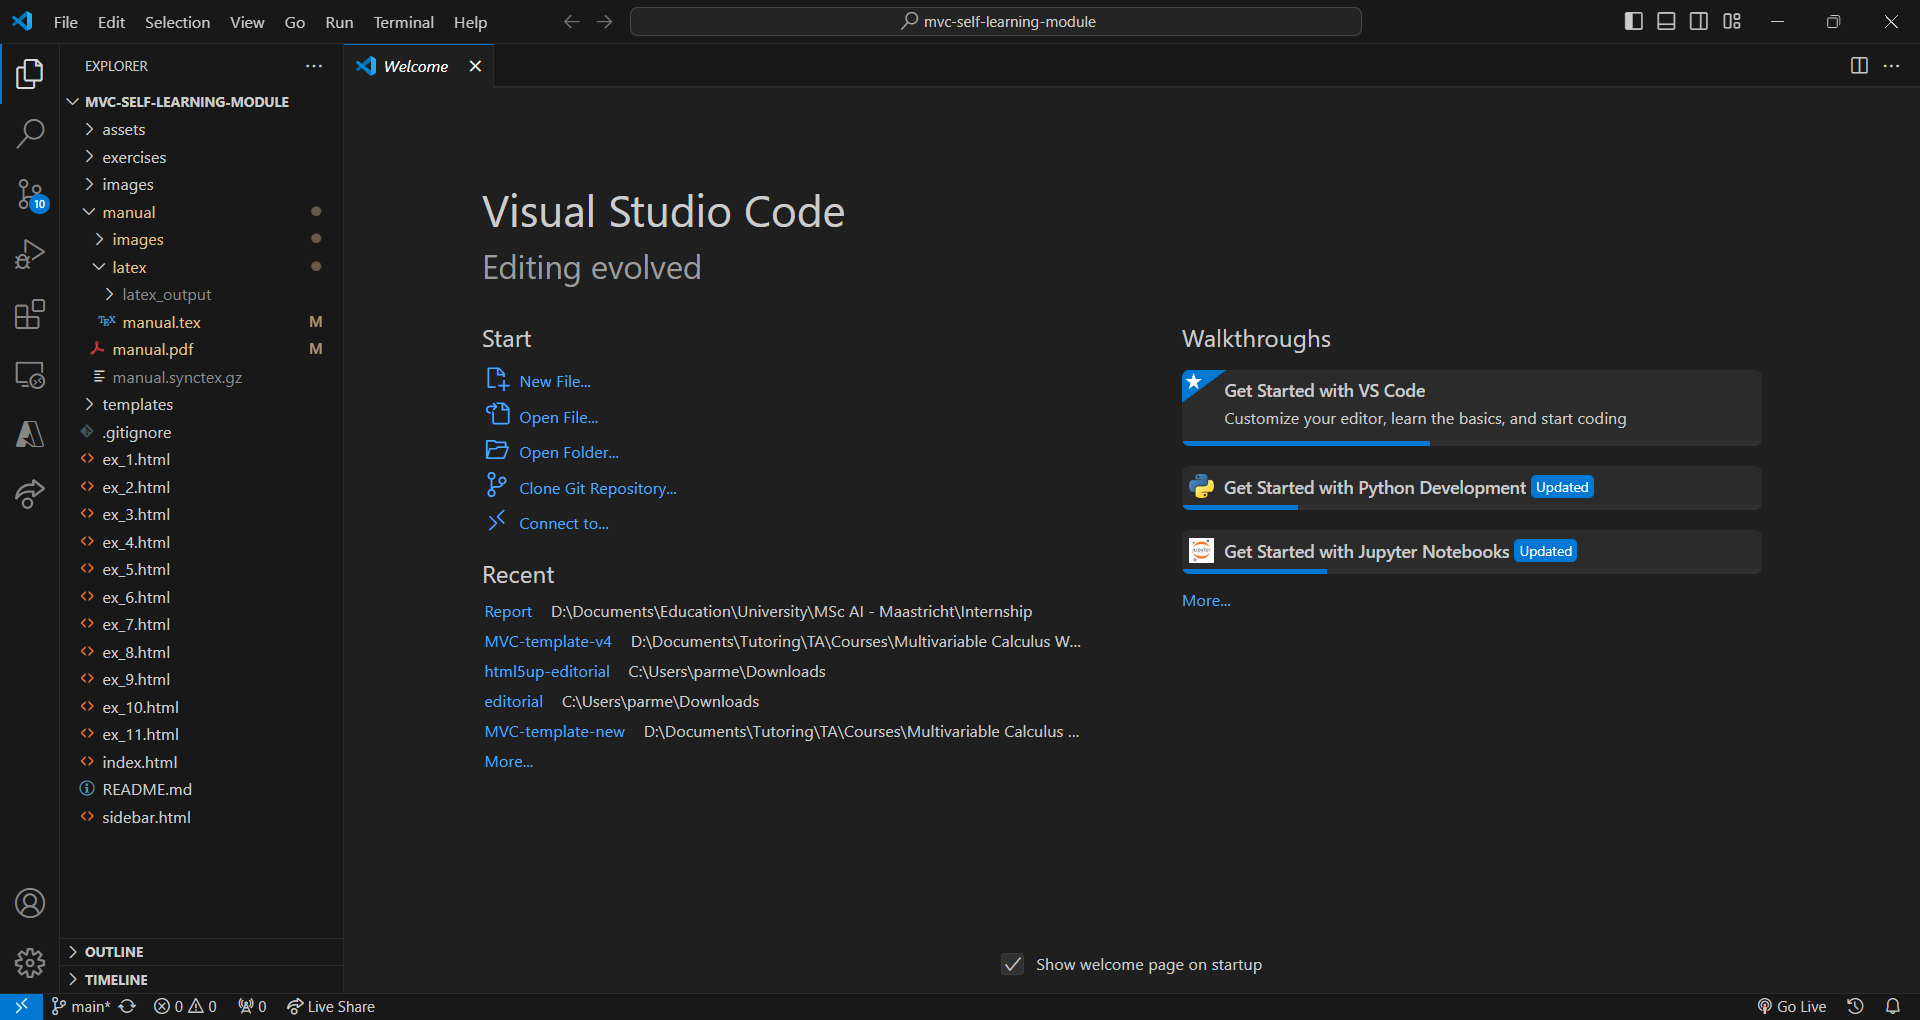 File Edit Selection View Go Run Terminal Help
mvc-self-learning-module
EXPLORER
MVC-SELF-LEARNING-MODULE
assets
exercises
images
manual
images
latex
latex_output
TEX manual.tex M
manual.pdf M
manual.synctex.gz
templates
.gitignore
ex_1.html
ex_2.html
ex_3.html
ex_4.html
ex_5.html
ex_6.html
ex_7.html
ex_8.html
ex_9.html
ex_10.html
ex_11.html
index.html
README.md
sidebar.html
OUTLINE
TIMELINE
10
Welcome
Visual Studio Code
Editing evolved
Start
New File...
Open File...
Open Folder...
Clone Git Repository...
Connect to...
Recent
Report D:\Documents\Education\University\MSc AI - Maastricht\Internship
MVC-template-v4 D:\Documents\Tutoring\TA\Courses\Multivariable Calculus W...
html5up-editorial C:\Users\parme\Downloads
editorial C:\Users\parme\Downloads
MVC-template-new D:\Documents\Tutoring\TA\Courses\Multivariable Calculus ...
More...
Walkthroughs
Get Started with VS Code
Customize your editor, learn the basics, and start coding
Get Started with Python Development Updated
jupyter Get Started with Jupyter Notebooks Updated
More...
Show welcome page on startup
main* 0 0 0 Live Share
Go Live